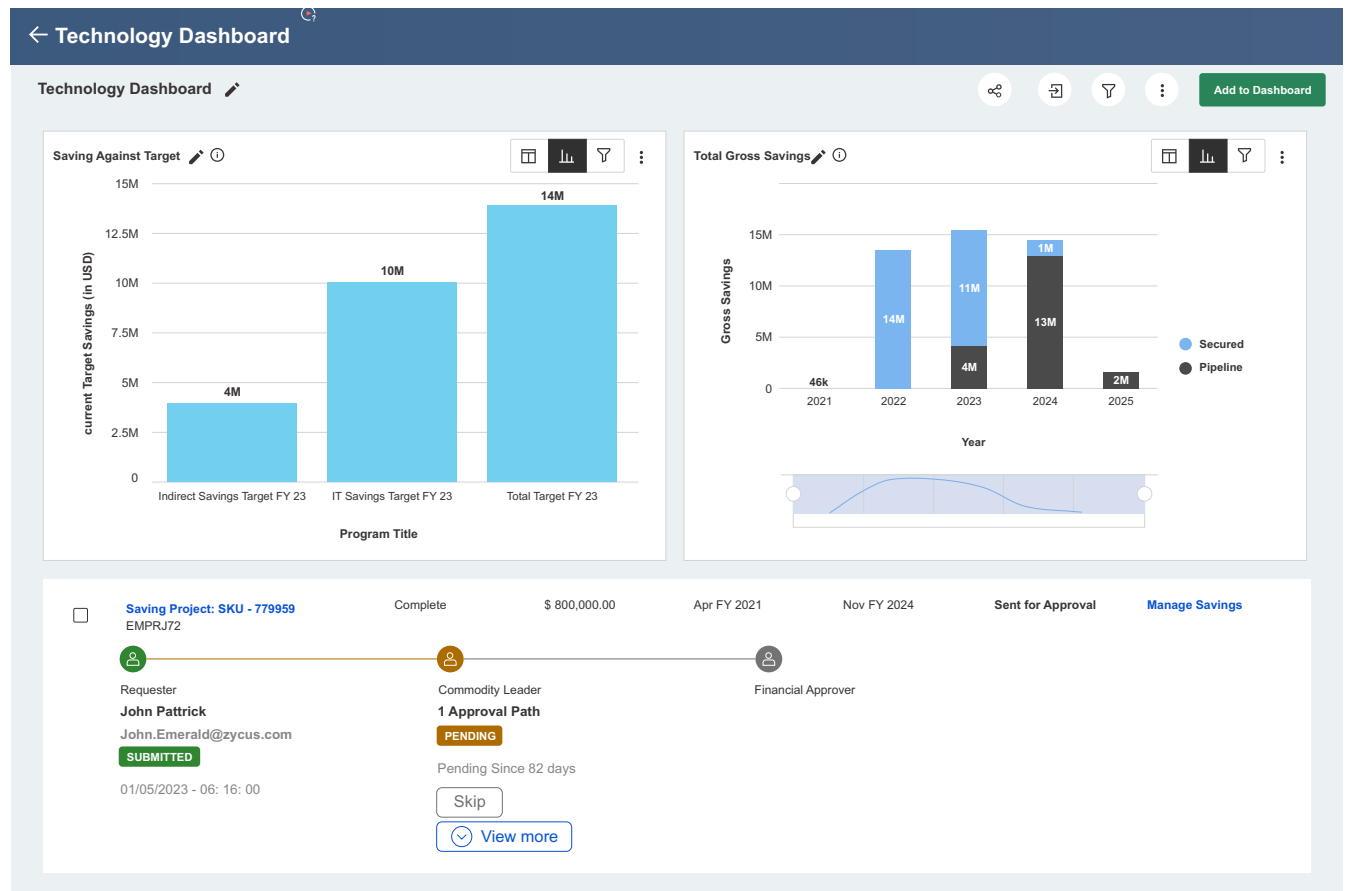 Technology Dashboard
Technology Dashboard
Add to Dashboard
Saving Against Target
15M
12.5M
10M
7.5M
5M
2.5M
0
current Target Savings (in USD)
4M
10M
14M
Indirect Savings Target FY 23
IT Savings Target FY 23
Total Target FY 23
Program Title
Total Gross Savings
15M
10M
5M
0
Gross Savings
46k
14M
11M
4M
1M
13M
2M
2021
2022
2023
2024
2025
Year
Secured
Pipeline
Saving Project: SKU - 779959
EMPRJ72
Complete
$ 800,000.00
Apr FY 2021
Nov FY 2024
Sent for Approval
Manage Savings
Requester
John Pattrick
John.Emerald@zycus.com
SUBMITTED
01/05/2023 - 06: 16: 00
Commodity Leader
1 Approval Path
PENDING
Pending Since 82 days
Skip
View more
Financial Approver